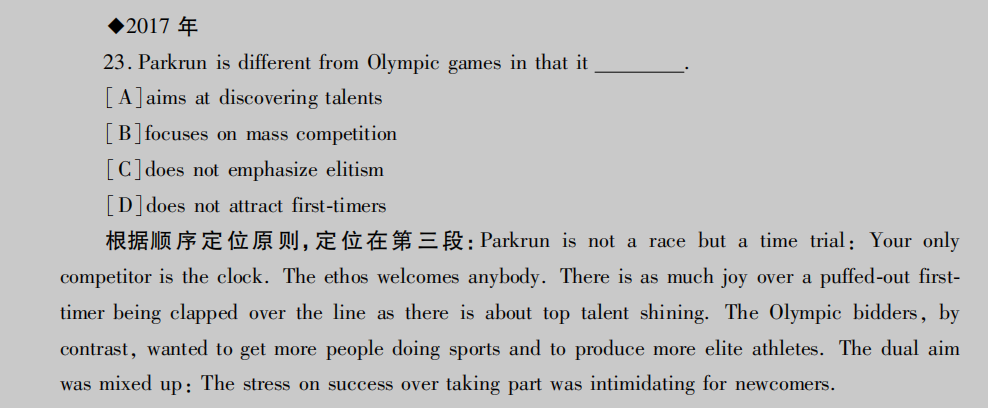 ◆2017 年
23. Parkrun is different from Olympic games in that it ________.
[A]aims at discovering talents
[B]focuses on mass competition
[C]does not emphasize elitism
[D]does not attract first-timers
根据顺序定位原则,定位在第三段: Parkrun is not a race but a time trial: Your only
competitor is the clock. The ethos welcomes anybody. There is as much joy over a puffed-out first-
timer being clapped over the line as there is about top talent shining. The Olympic bidders, by
contrast, wanted to get more people doing sports and to produce more elite athletes. The dual aim
was mixed up: The stress on success over taking part was intimidating for newcomers.